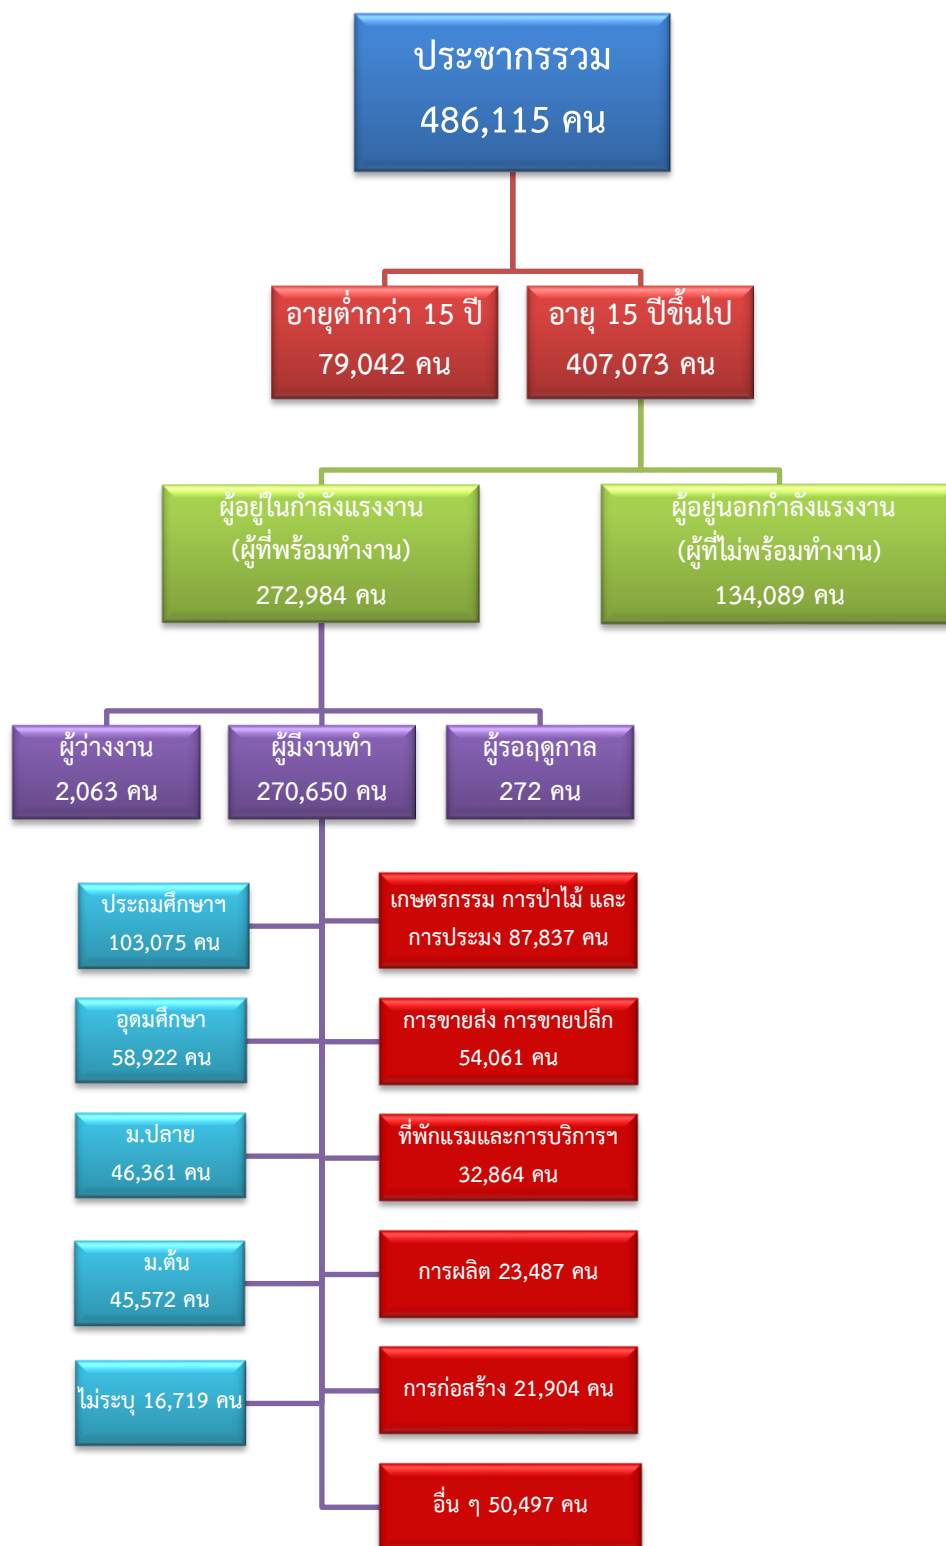 ประชากรรวม
486,115 คน
อายุต่ำกว่า 15 ปี
79,042 คน
อายุ 15 ปีขึ้นไป
407,073 คน
ผู้อยู่ในกำลังแรงงาน
(ผู้ที่พร้อมทำงาน)
272,984 คน
ผู้อยู่นอกกำลังแรงงาน
(ผู้ที่ไม่พร้อมทำงาน)
134,089 คน
ผู้ว่างงาน
2,063 คน
ผู้มีงานทำ
270,650 คน
ผู้รอฤดูกาล
272 คน
ประถมศึกษาฯ
103,075 คน
เกษตรกรรม การป่าไม้ และ
การประมง 87,837 คน
อุดมศึกษา
58,922 คน
การขายส่ง การขายปลีก
54,061 คน
ม.ปลาย
46,361 คน
ที่พักแรมและการบริการฯ
32,864 คน
ม.ต้น
45,572 คน
การผลิต 23,487 คน
ไม่ระบุ 16,719 คน
การก่อสร้าง 21,904 คน
อื่น ๆ 50,497 คน